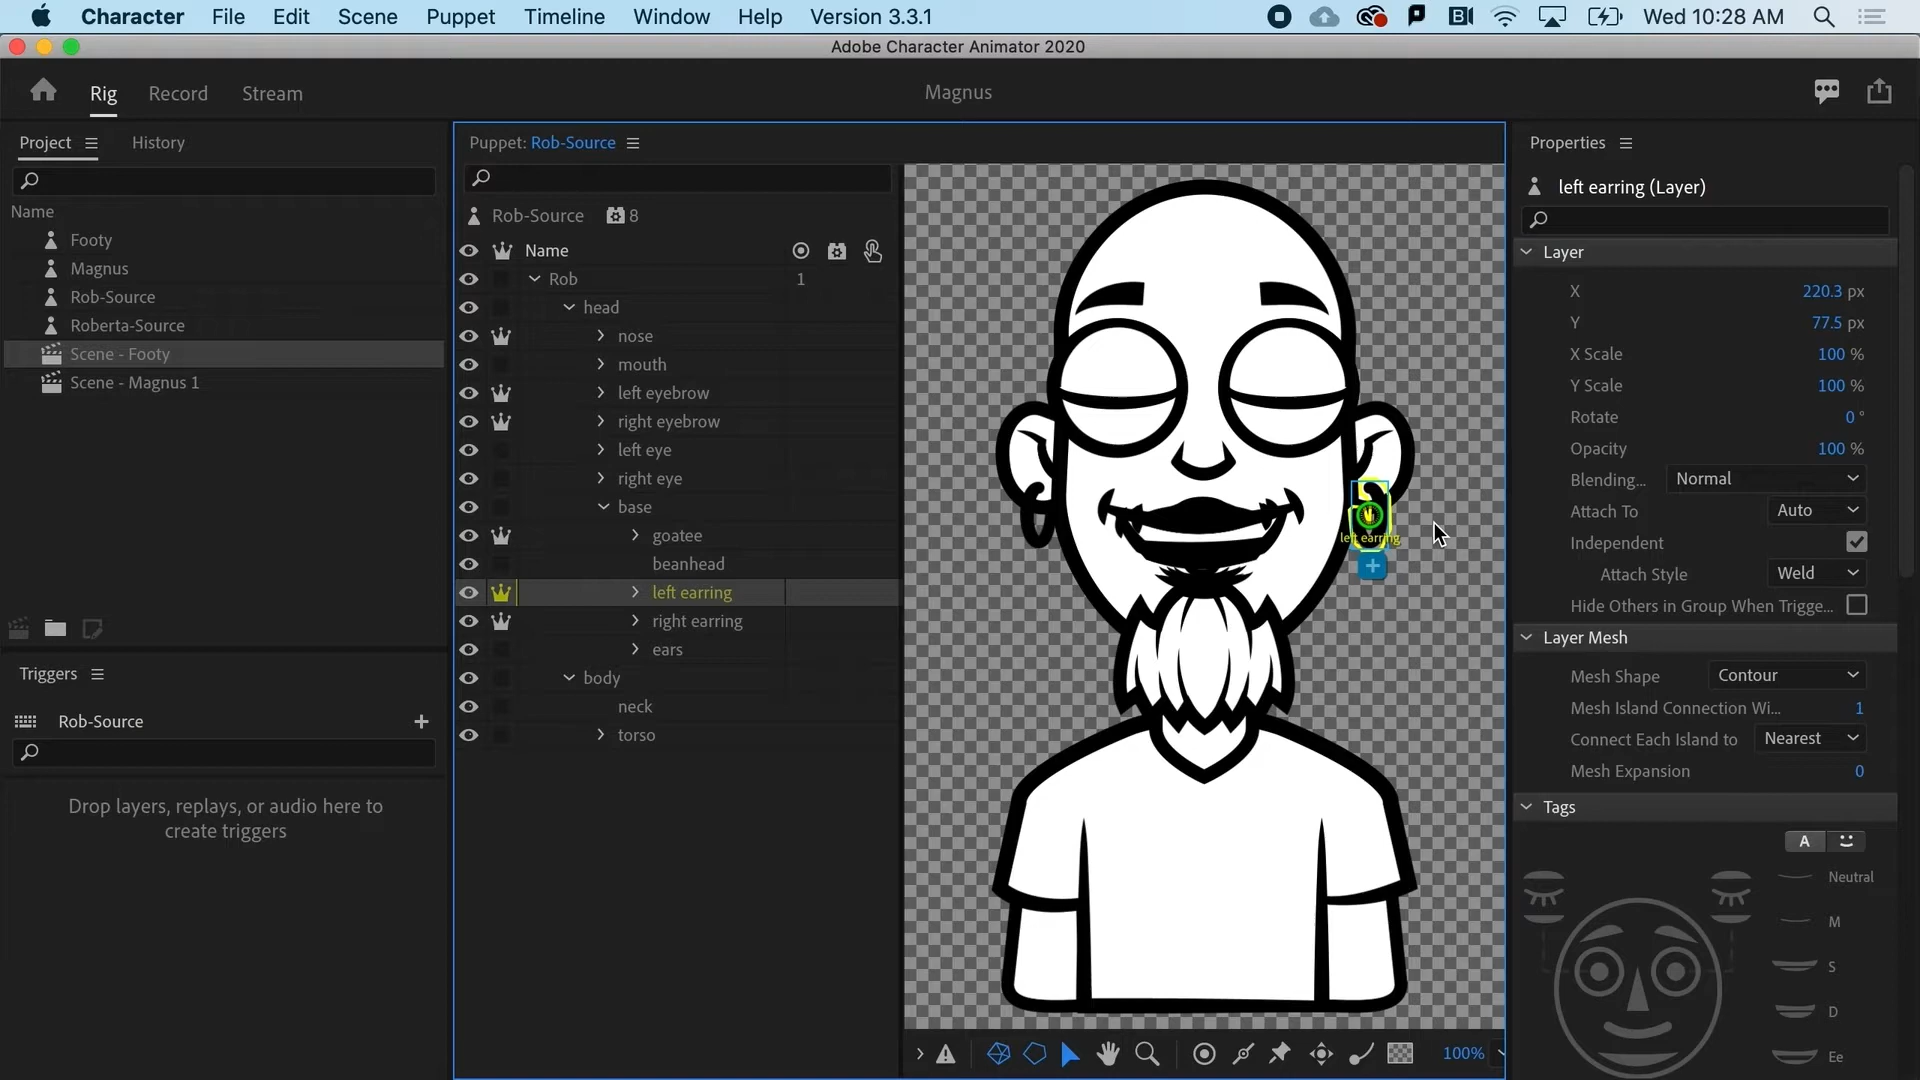 Character File Edit Scene Puppet Timeline Window Help Version 3.3.1 Wed 10:28 AM
Adobe Character Animator 2020
Rig Record Stream Magnus
Project History
Name
Footy
Magnus
Rob-Source
Roberta-Source
Scene - Footy
Scene - Magnus 1
Triggers
Rob-Source +
Drop layers, replays, or audio here to
create triggers
Puppet: Rob-Source
Rob-Source 8
Name
Rob 1
head
nose
mouth
left eyebrow
right eyebrow
left eye
right eye
base
goatee
beanhead
left earring
right earring
ears
body
neck
torso
left earring
100%
Properties
left earring (Layer)
Layer
X 220.3 px
Y 77.5 px
X Scale 100 %
Y Scale 100 %
Rotate 0 °
Opacity 100 %
Blending... Normal
Attach To Auto
Independent
Attach Style Weld
Hide Others in Group When Trigge...
Layer Mesh
Mesh Shape Contour
Mesh Island Connection Wi... 1
Connect Each Island to Nearest
Mesh Expansion 0
Tags
A
Neutral
M
S
D
Ee